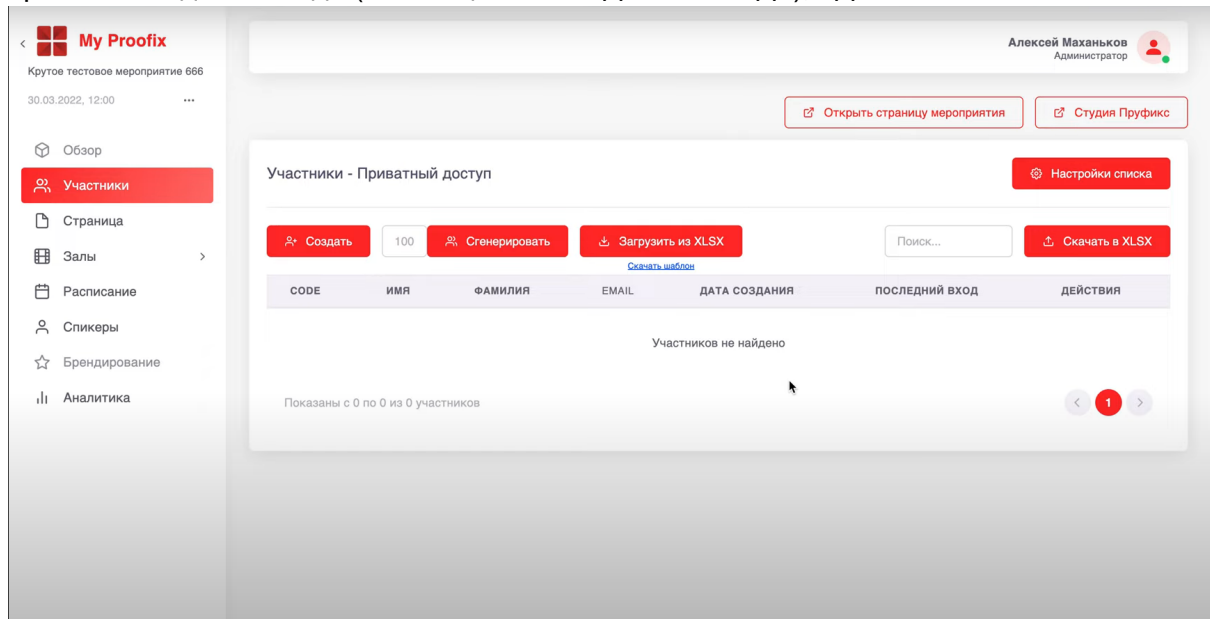 My Proofix
Крутое тестовое мероприятие 666
30.03.2022, 12:00 ...
Обзор
Участники
Страница
Залы
Расписание
Спикеры
Брендирование
Аналитика
Алексей Маханьков
Администратор
Открыть страницу мероприятия
Студия Пруфикс
Участники - Приватный доступ
Настройки списка
Создать
100
Сгенерировать
Загрузить из XLSX
Скачать шаблон
Поиск...
Скачать в XLSX
CODE ИМЯ ФАМИЛИЯ EMAIL ДАТА СОЗДАНИЯ ПОСЛЕДНИЙ ВХОД ДЕЙСТВИЯ
Участников не найдено
Показаны с 0 по 0 из 0 участников
1